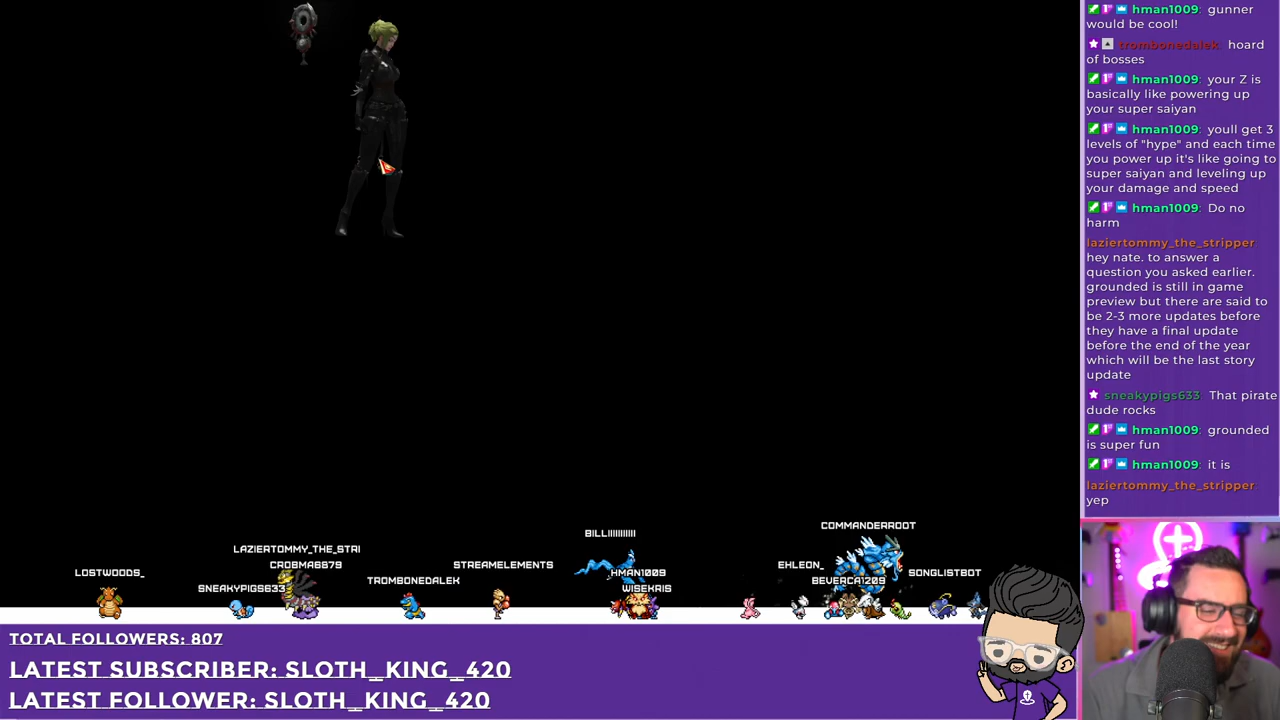 hman1009: gunner
would be cool!
trombonedalek: hoard
of bosses
hman1009: your Z is
basically like powering up
your super saiyan
hman1009: youll get 3
levels of "hype" and each time
you power up it's like going to
super saiyan and leveling up
your damage and speed
hman1009: Do no
harm
laziertommy_the_stripper
hey nate. to answer a
question you asked earlier.
grounded is still in game
preview but there are said to
be 2-3 more updates before
they have a final update
before the end of the year
which will be the last story
update
sneakypigs633: That pirate
dude rocks
hman1009: grounded
is super fun
hman1009: it is
laziertommy_the_stripper:
yep
COMMANDERROOT
BILLIIIIIIIIII
LAZIERTOMMY_THE_STRI
CROBMA6879
STREAMELEMENTS
EHLEON_
LOSTWOODS_
HMAN1009
SONGLISTBOT
TROMBONEDALEK
BEVERCA1209
SNEAKYPIGS633
WISEKRIS
TOTAL FOLLOWERS: 807
LATEST SUBSCRIBER: SLOTH_KING_420
LATEST FOLLOWER: SLOTH_KING_420